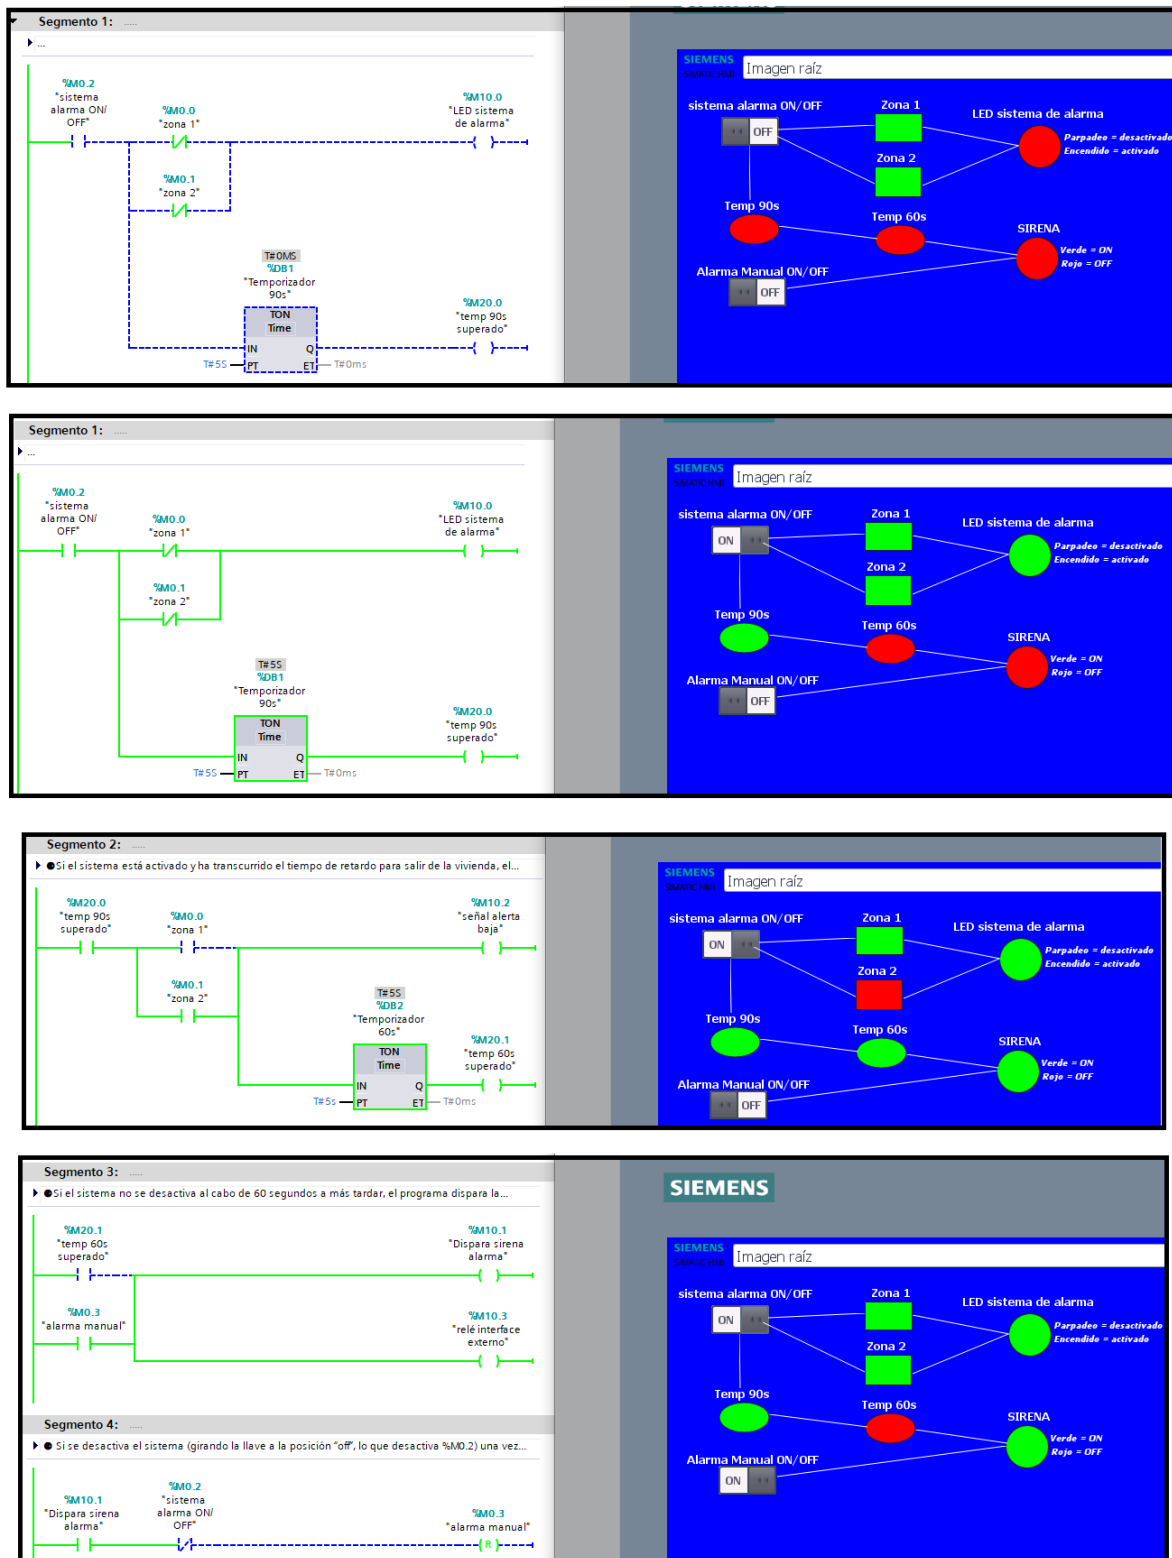 Segmento 1: .....
...
%M0.2
"sistema
alarma ON/
OFF"
%M0.0
"zona 1"
%M10.0
"LED sistema
de alarma"
%M0.1
"zona 2"
T#0MS
%DB1
"Temporizador
90s"
TON
Time
IN Q
T#5S PT ET T#0ms
%M20.0
"temp 90s
superado"
SIEMENS
SIMATIC HMI
Imagen raíz
sistema alarma ON/OFF
OFF
Zona 1
Zona 2
LED sistema de alarma
Parpadeo = desactivado
Encendido = activado
Temp 90s
Temp 60s
SIRENA
Verde = ON
Rojo = OFF
Alarma Manual ON/OFF
OFF
Segmento 1: .....
...
%M0.2
"sistema
alarma ON/
OFF"
%M0.0
"zona 1"
%M10.0
"LED sistema
de alarma"
%M0.1
"zona 2"
T#5S
%DB1
"Temporizador
90s"
TON
Time
IN Q
T#5S PT ET T#0ms
%M20.0
"temp 90s
superado"
SIEMENS
SIMATIC HMI
Imagen raíz
sistema alarma ON/OFF
ON
Zona 1
Zona 2
LED sistema de alarma
Parpadeo = desactivado
Encendido = activado
Temp 90s
Temp 60s
SIRENA
Verde = ON
Rojo = OFF
Alarma Manual ON/OFF
OFF
Segmento 2: .....
Si el sistema está activado y ha transcurrido el tiempo de retardo para salir de la vivienda, el...
%M20.0
"temp 90s
superado"
%M0.0
"zona 1"
%M10.2
"señal alerta
baja"
%M0.1
"zona 2"
T#5S
%DB2
"Temporizador
60s"
TON
Time
IN Q
T#5s PT ET T#0ms
%M20.1
"temp 60s
superado"
SIEMENS
SIMATIC HMI
Imagen raíz
sistema alarma ON/OFF
ON
Zona 1
Zona 2
LED sistema de alarma
Parpadeo = desactivado
Encendido = activado
Temp 90s
Temp 60s
SIRENA
Verde = ON
Rojo = OFF
Alarma Manual ON/OFF
OFF
Segmento 3: .....
Si el sistema no se desactiva al cabo de 60 segundos a más tardar, el programa dispara la...
%M20.1
"temp 60s
superado"
%M10.1
"Dispara sirena
alarma"
%M0.3
"alarma manual"
%M10.3
"relé interface
externo"
Segmento 4: .....
Si se desactiva el sistema (girando la llave a la posición "off", lo que desactiva %M0.2) una vez...
%M10.1
"Dispara sirena
alarma"
%M0.2
"sistema
alarma ON/
OFF"
%M0.3
"alarma manual"
R
SIEMENS
SIEMENS
SIMATIC HMI
Imagen raíz
sistema alarma ON/OFF
ON
Zona 1
Zona 2
LED sistema de alarma
Parpadeo = desactivado
Encendido = activado
Temp 90s
Temp 60s
SIRENA
Verde = ON
Rojo = OFF
Alarma Manual ON/OFF
ON